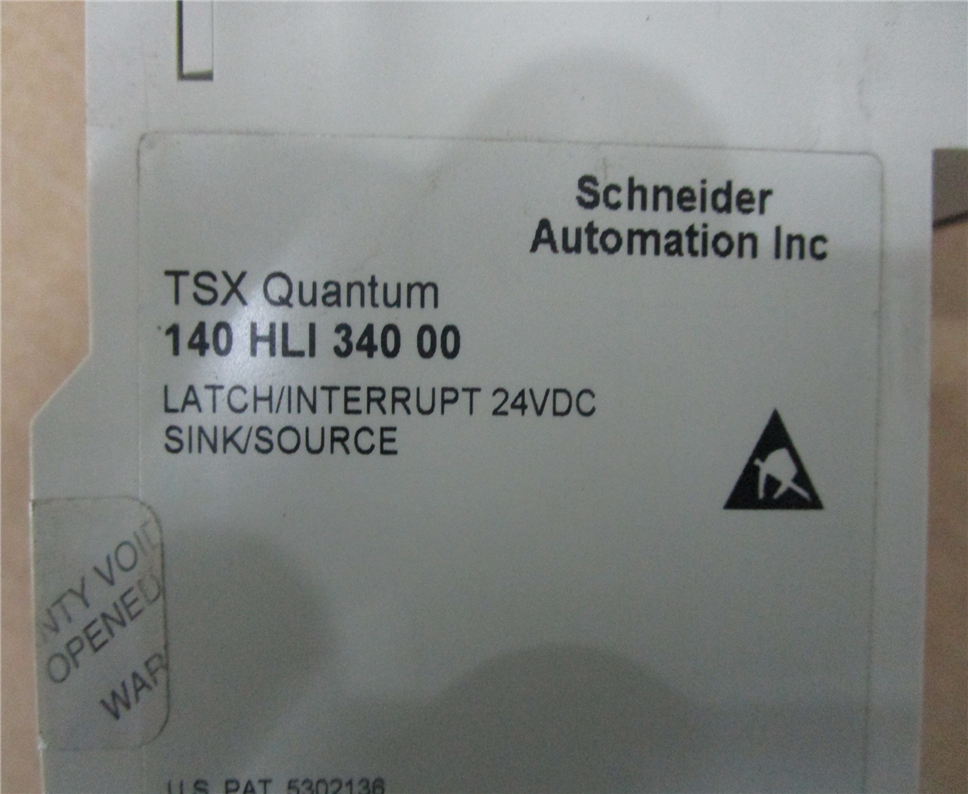 Schneider
Automation Inc
TSX Quantum
140 HLI 340 00
LATCH/INTERRUPT 24VDC
SINK/SOURCE
NTY VOID
OPENED
WAR
U.S. PAT. 5302136